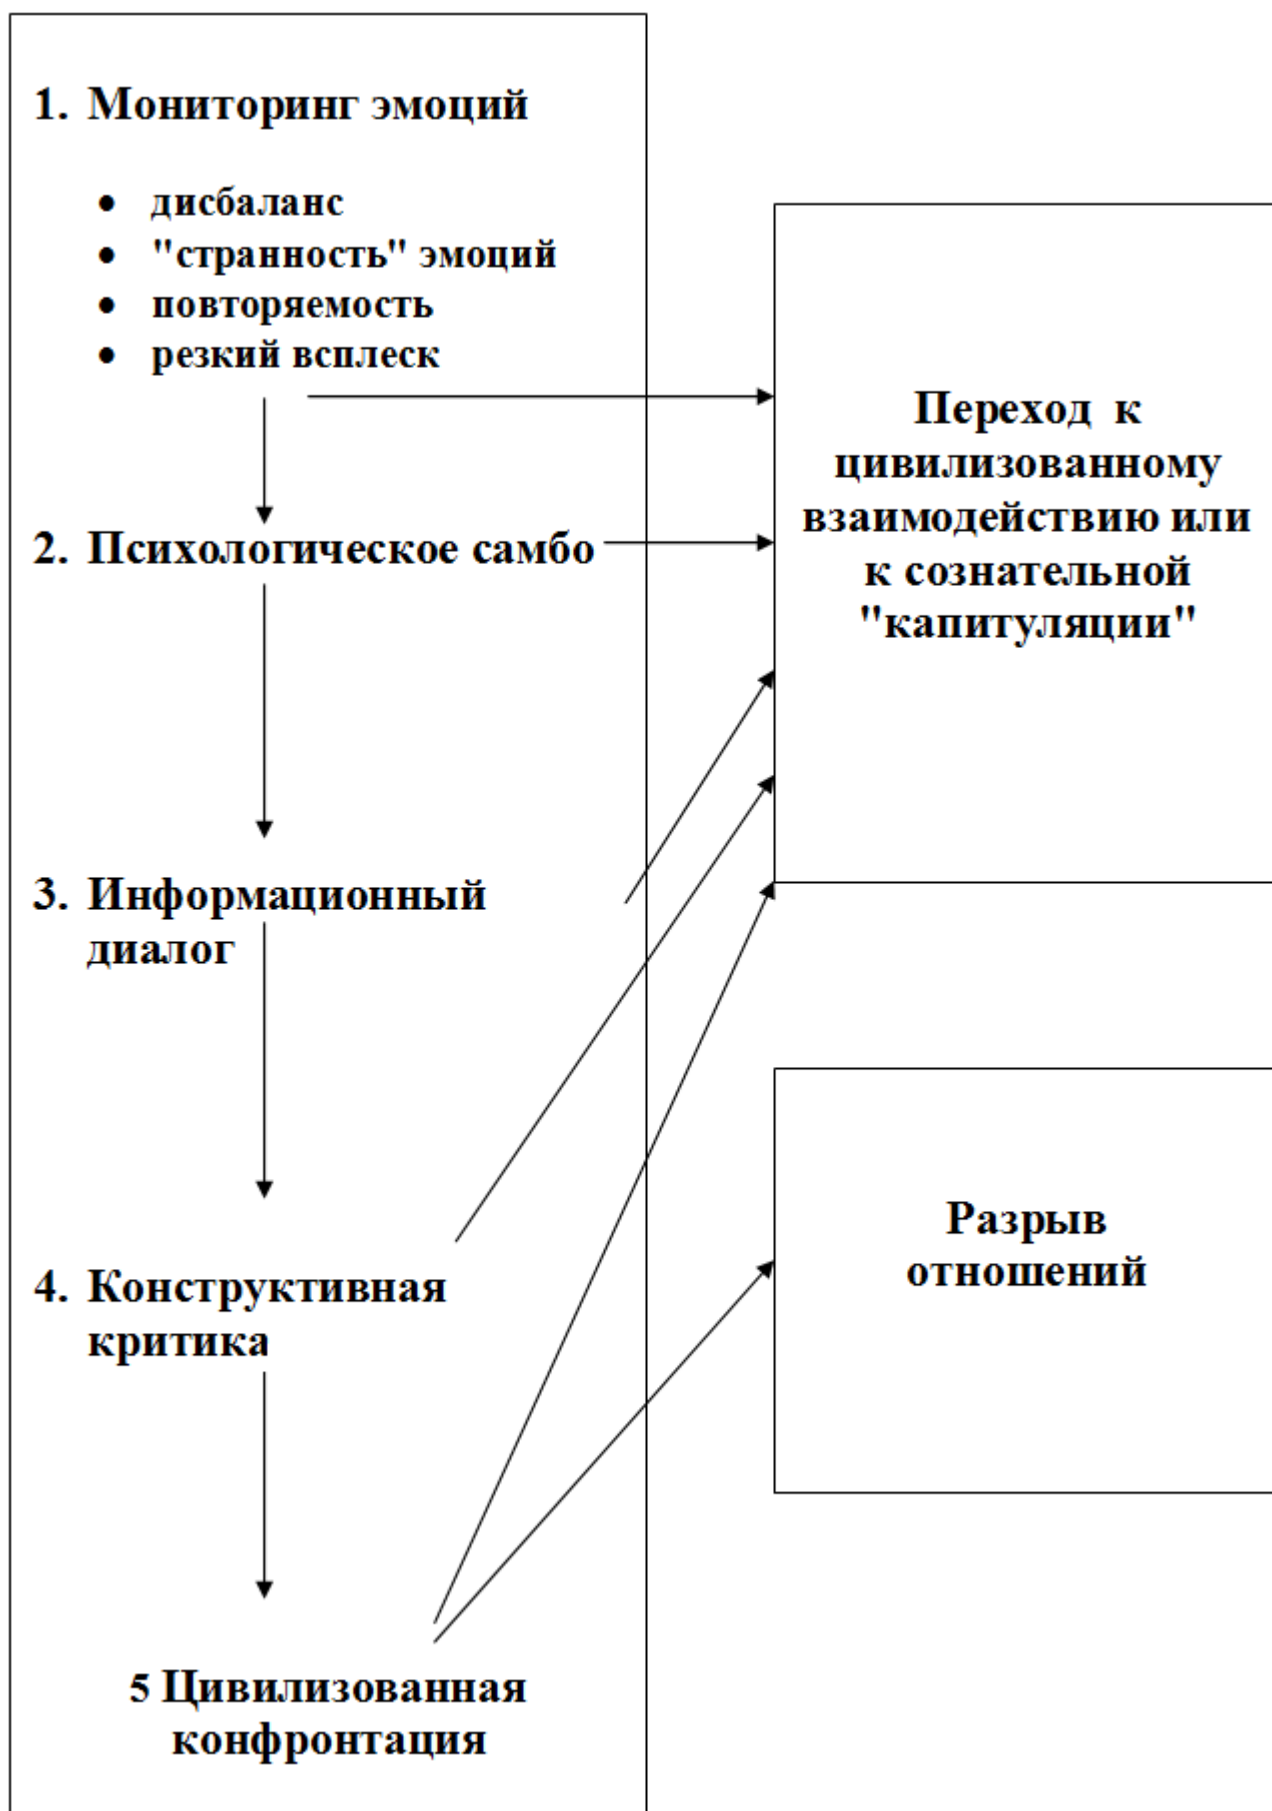 1. Мониторинг эмоций
• дисбаланс
• "странность" эмоций
• повторяемость
• резкий всплеск
2. Психологическое самбо
3. Информационный
диалог
4. Конструктивная
критика
5 Цивилизованная
конфронтация
Переход к
цивилизованному
взаимодействию или
к сознательной
"капитуляции"
Разрыв
отношений